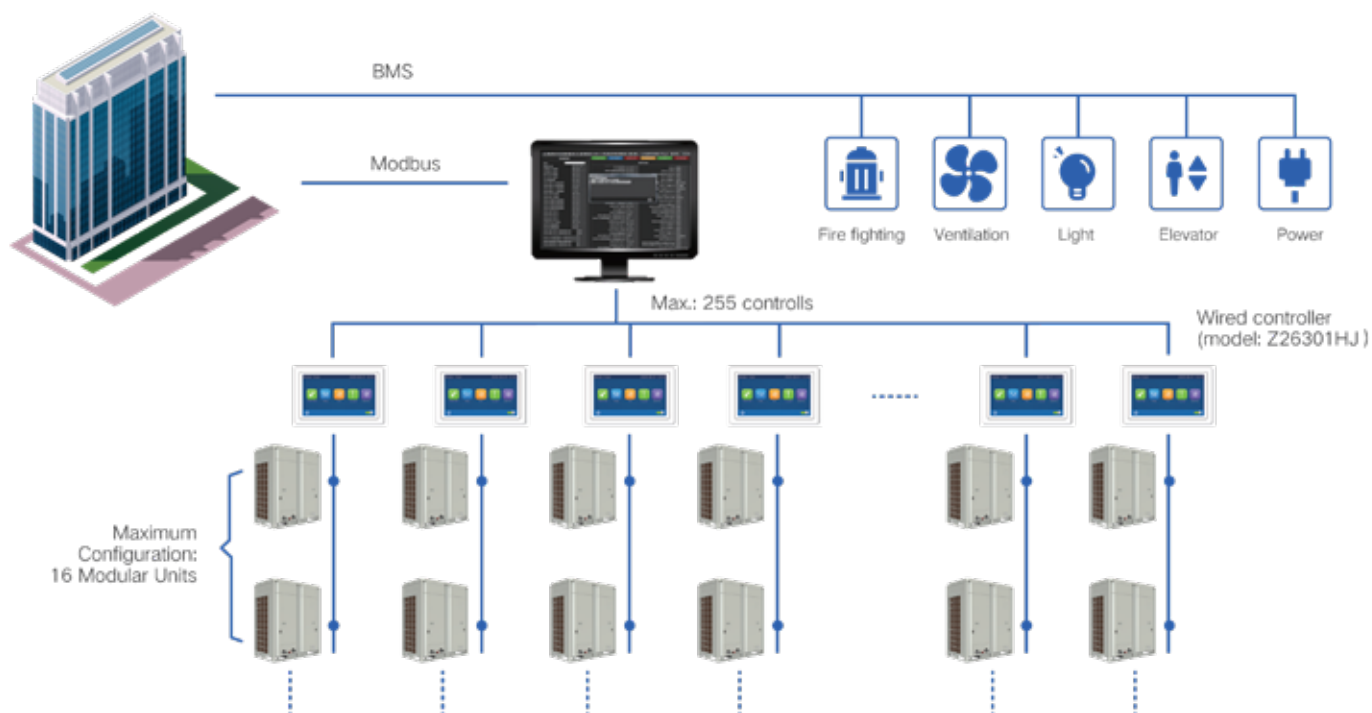 BMS
Modbus
Fire fighting
Ventilation
Light
Elevator
Power
Max.: 255 controlls
Wired controller
(model: Z26301HJ)
Maximum
Configuration:
16 Modular Units